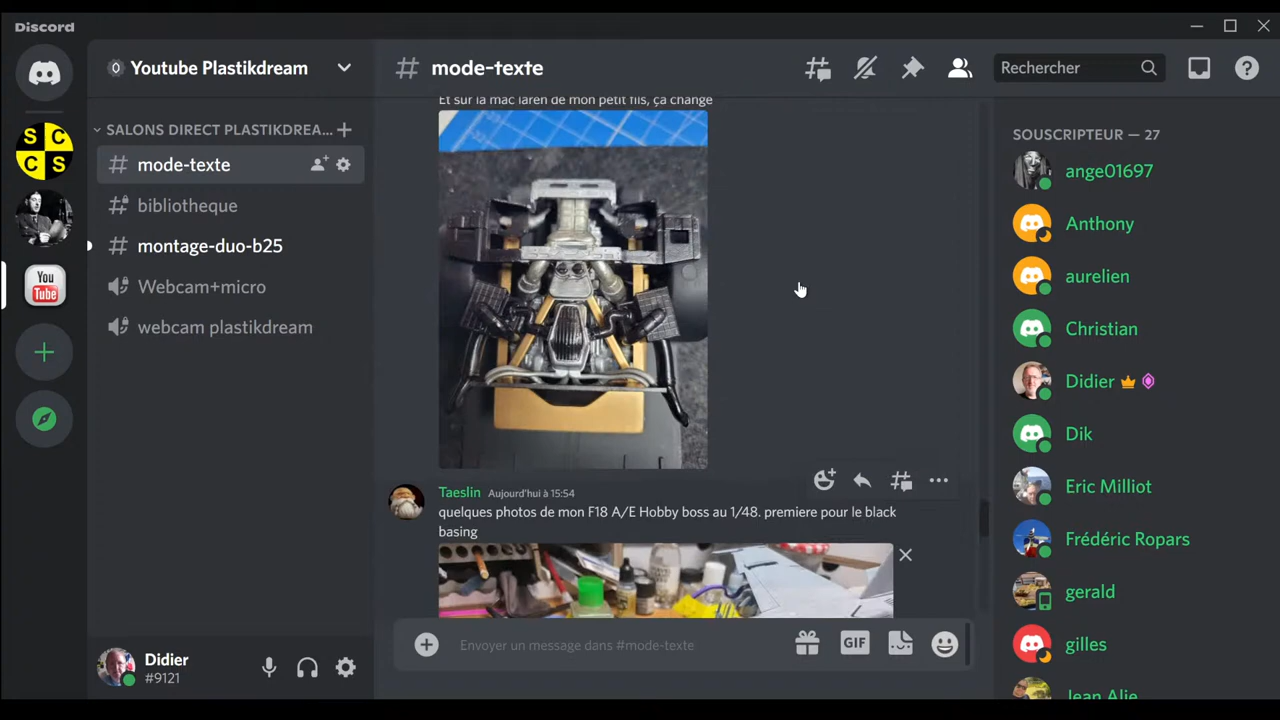 Discord
S C
C S
You
Tube
Youtube Plastikdream
SALONS DIRECT PLASTIKDREA...
mode-texte
bibliotheque
montage-duo-b25
Webcam+micro
webcam plastikdream
Didier
#9121
mode-texte
Rechercher
Et sur la mac laren de mon petit fils, ça change
Taeslin Aujourd'hui à 15:54
quelques photos de mon F18 A/E Hobby boss au 1/48. premiere pour le black
basing
Envoyer un message dans #mode-texte
GIF
SOUSCRIPTEUR — 27
ange01697
Anthony
aurelien
Christian
Didier
Dik
Eric Milliot
Frédéric Ropars
gerald
gilles
Jean Alie